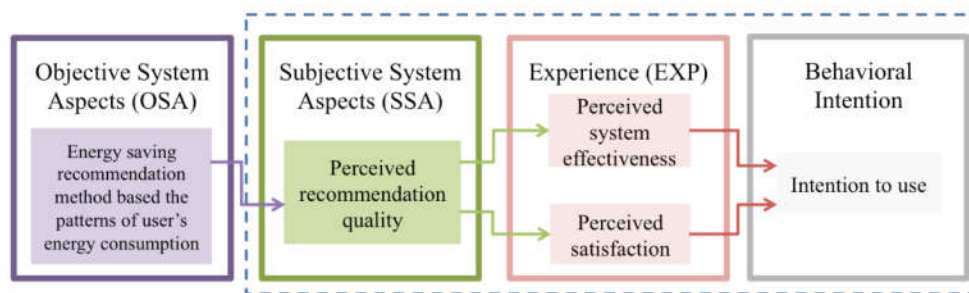 Objective System
Aspects (OSA)
Energy saving
recommendation
method based the
patterns of user's
energy consumption
Subjective System
Aspects (SSA)
Perceived
recommendation
quality
Experience (EXP)
Perceived
system
effectiveness
Perceived
satisfaction
Behavioral
Intention
Intention to use